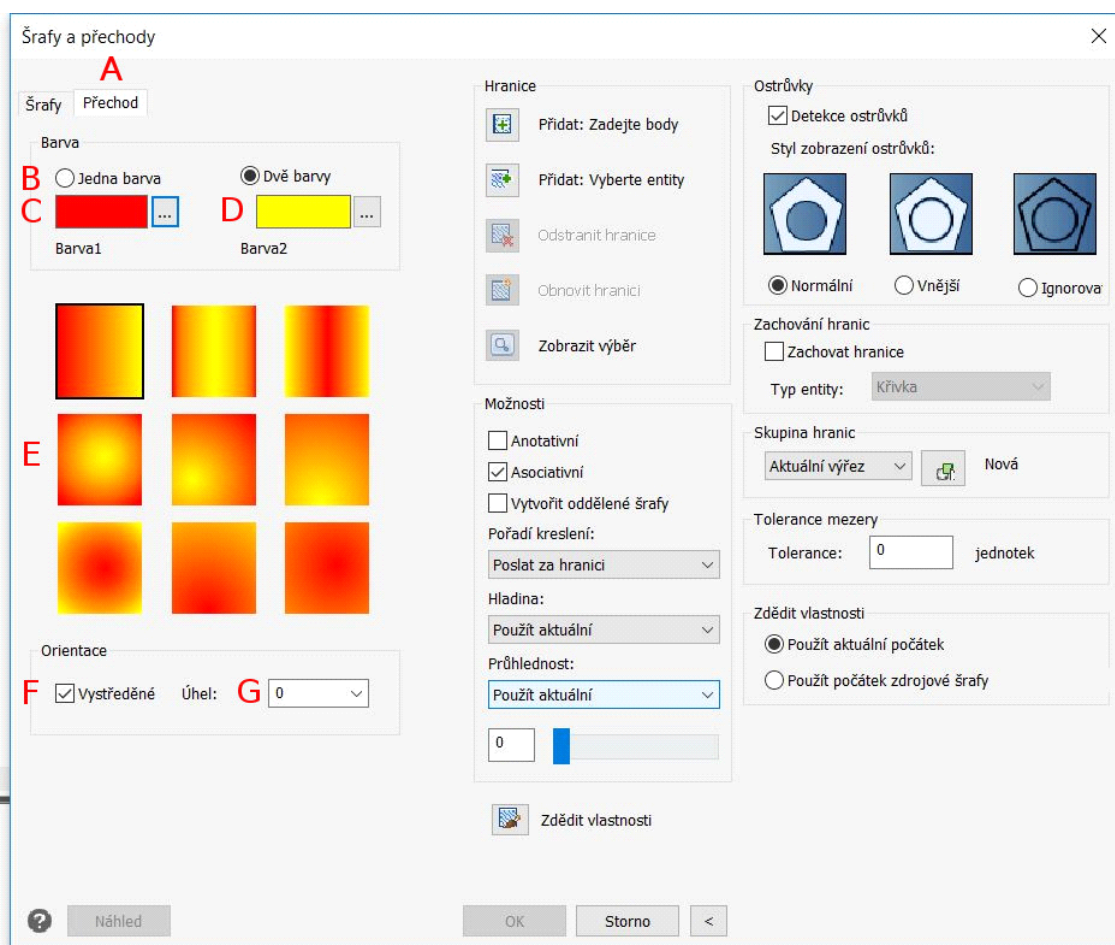 Šrafy a přechody
A
Šrafy
Přechod
Barva
B
Jedna barva
Dvě barvy
C
...
D
...
Barva1
Barva2
E
Orientace
F
Vystředěné
Úhel:
G
0
Hranice
Přidat: Zadejte body
Přidat: Vyberte entity
Odstranit hranice
Obnovit hranici
Zobrazit výběr
Možnosti
Anotativní
Asociativní
Vytvořit oddělené šrafy
Pořadí kreslení:
Poslat za hranici
Hladina:
Použít aktuální
Průhlednost:
Použít aktuální
0
Zdědit vlastnosti
Ostrůvky
Detekce ostrůvků
Styl zobrazení ostrůvků:
Normální
Vnější
Ignorova
Zachování hranic
Zachovat hranice
Typ entity:
Křivka
Skupina hranic
Aktuální výřez
Nová
Tolerance mezery
Tolerance:
0
jednotek
Zdědit vlastnosti
Použít aktuální počátek
Použít počátek zdrojové šrafy
?
Náhled
OK
Storno
<